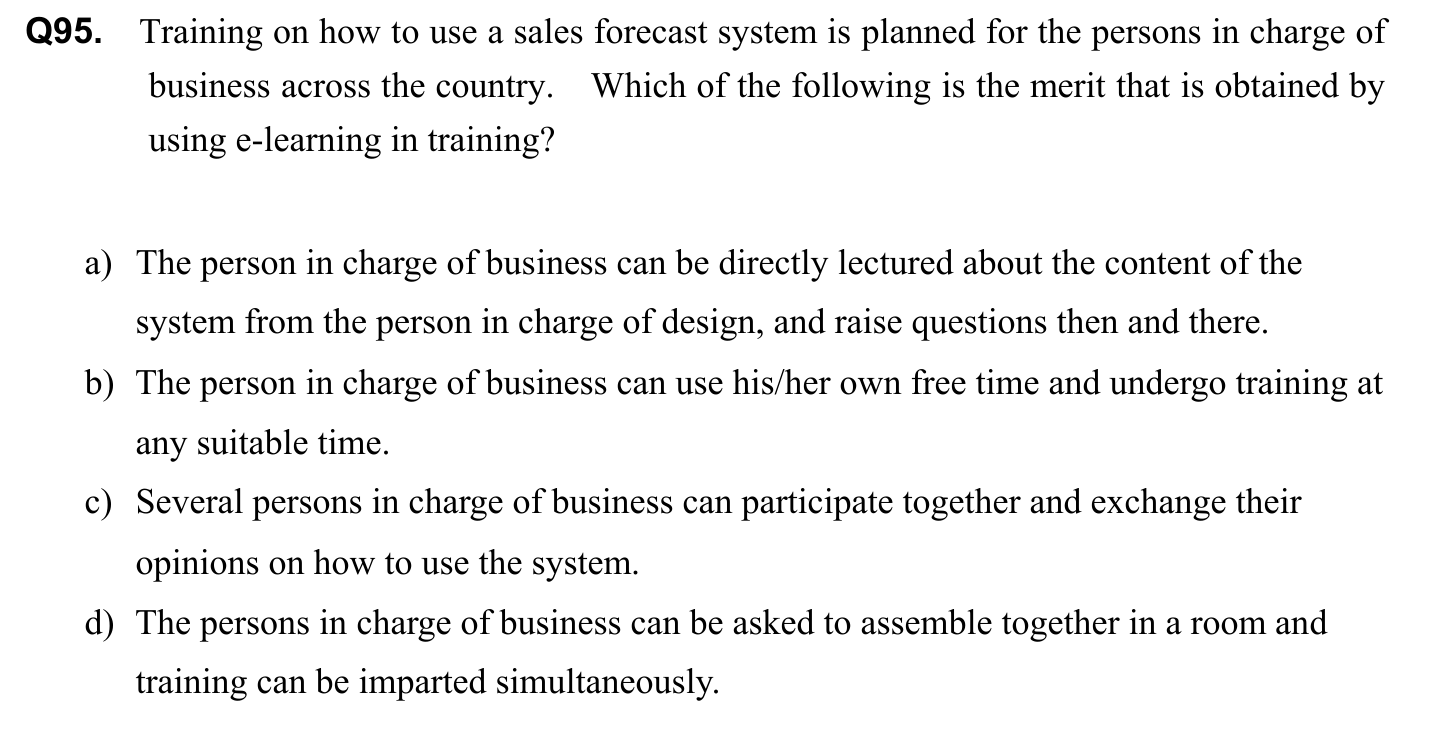 Q95. Training on how to use a sales forecast system is planned for the persons in charge of
business across the country. Which of the following is the merit that is obtained by
using e-learning in training?
a) The person in charge of business can be directly lectured about the content of the
system from the person in charge of design, and raise questions then and there.
b) The person in charge of business can use his/her own free time and undergo training at
any suitable time.
c) Several persons in charge of business can participate together and exchange their
opinions on how to use the system.
d) The persons in charge of business can be asked to assemble together in a room and
training can be imparted simultaneously.